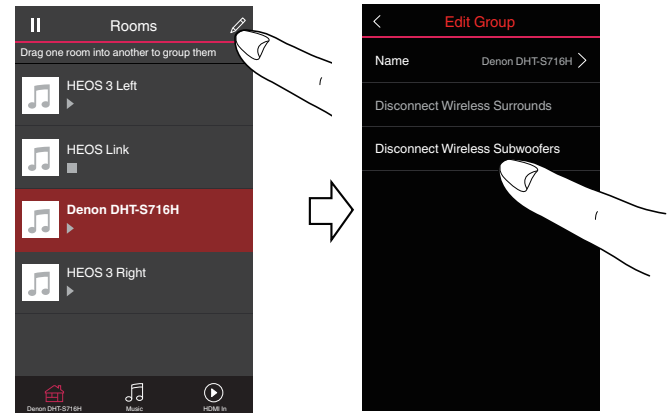 Rooms
Drag one room into another to group them
HEOS 3 Left
HEOS Link
Denon DHT-S716H
HEOS 3 Right
Denon DHT-S716H
Music
HDMI In
Edit Group
Name
Denon DHT-S716H
Disconnect Wireless Surrounds
Disconnect Wireless Subwoofers